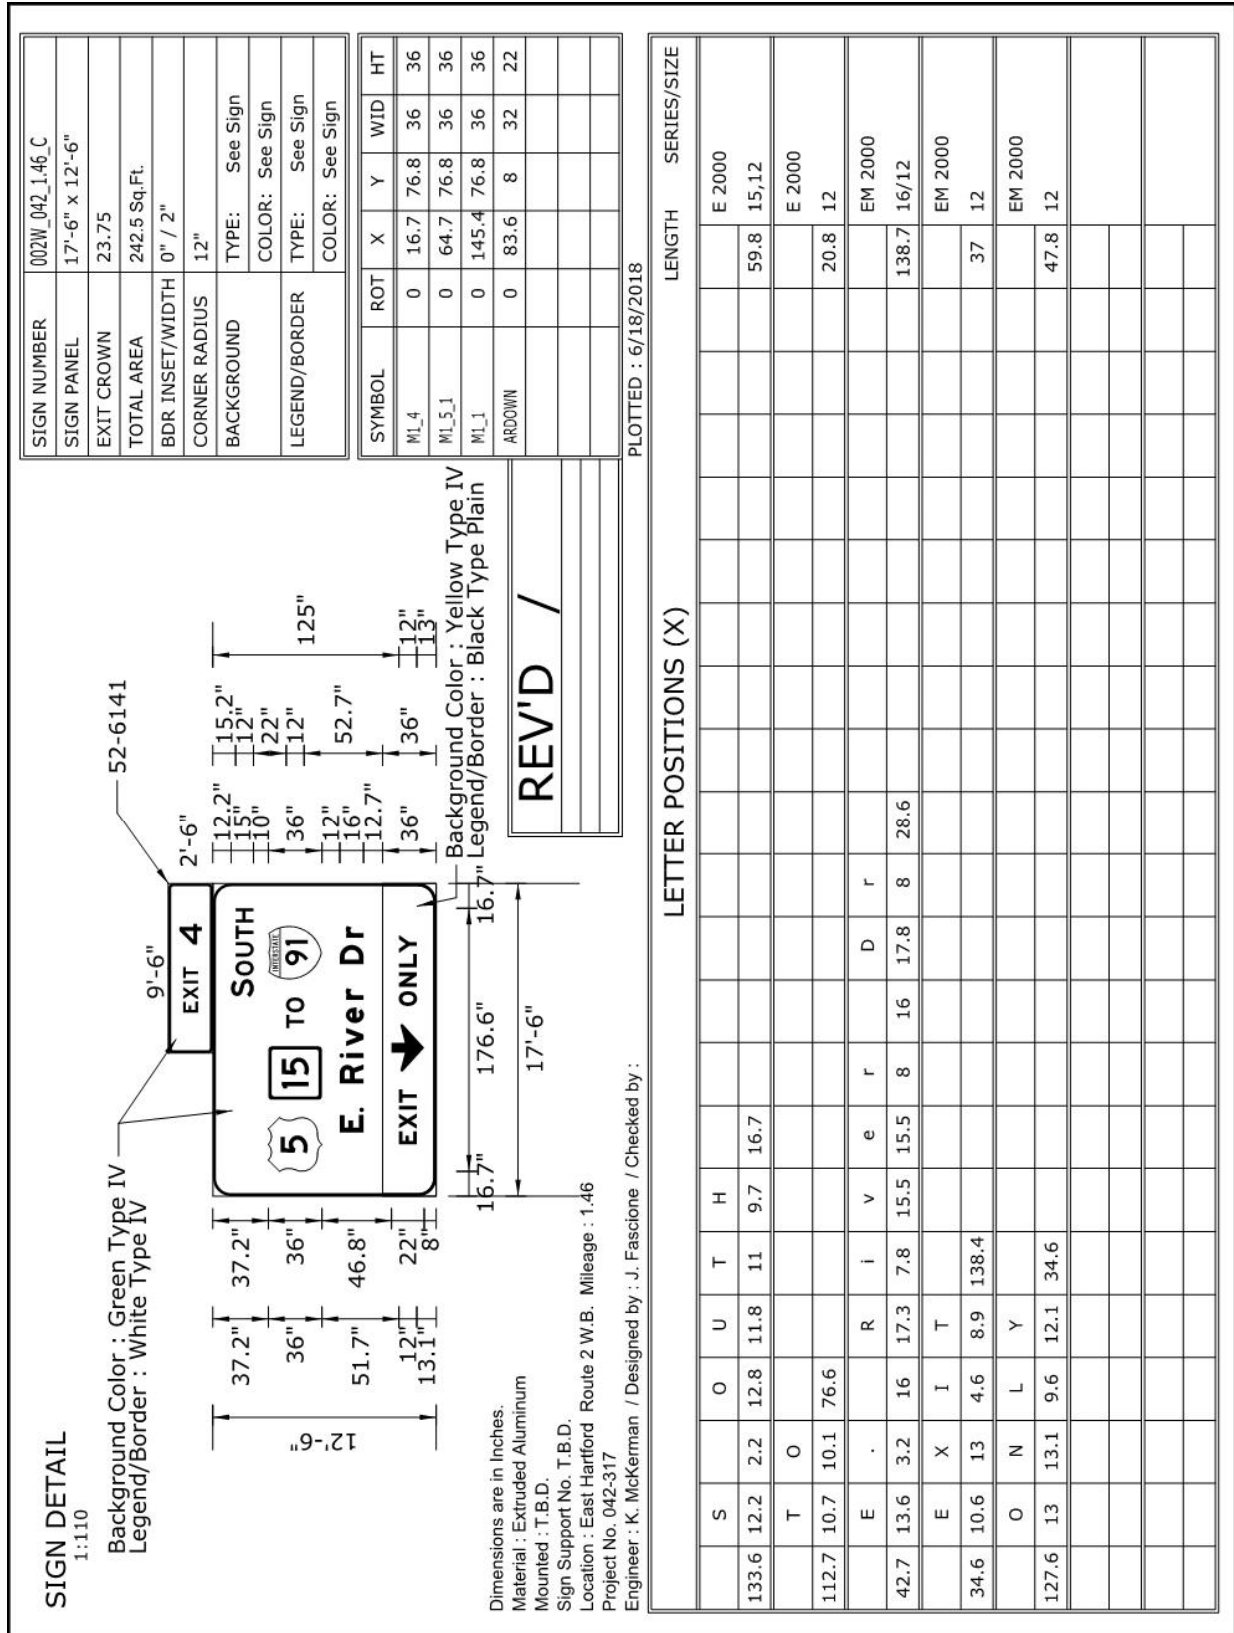 SIGN DETAIL
1:110
Background Color : Green Type IV
Legend/Border : White Type IV
52-6141
9'-6"
2'-6"
EXIT 4
SOUTH
5 15 TO INTERSTATE 91
E. River Dr
EXIT ONLY
12'-6"
37.2" 36" 51.7" 12" 13.1"
37.2" 36" 46.8" 22" 8"
12.2" 15" 10" 36" 12" 16" 12.7" 36"
15.2" 12" 22" 12" 52.7" 36"
125" 12" 13"
16.7" 176.6" 16.7"
17'-6"
Background Color : Yellow Type IV
Legend/Border : Black Type Plain
Dimensions are in Inches.
Material : Extruded Aluminum
Mounted : T.B.D.
Sign Support No. T.B.D.
Location : East Hartford Route 2 W.B. Mileage : 1.46
Project No. 042-317
Engineer : K. McKerman / Designed by : J. Fascione / Checked by :
REV'D /
SIGN NUMBER 002W_042_1.46_C
SIGN PANEL 17'-6" x 12'-6"
EXIT CROWN 23.75
TOTAL AREA 242.5 Sq.Ft.
BDR INSET/WIDTH 0" / 2"
CORNER RADIUS 12"
BACKGROUND TYPE: See Sign
COLOR: See Sign
LEGEND/BORDER TYPE: See Sign
COLOR: See Sign
SYMBOL ROT X Y WID HT
M1_4 0 16.7 76.8 36 36
M1_5_1 0 64.7 76.8 36 36
M1_1 0 145.4 76.8 36 36
ARDOWN 0 83.6 8 32 22
PLOTTED : 6/18/2018
LETTER POSITIONS (X) LENGTH SERIES/SIZE
S O U T H E 2000
133.6 12.2 2.2 12.8 11.8 11 9.7 16.7 59.8 15,12
T O E 2000
112.7 10.7 10.1 76.6 20.8 12
E . R i v e r D r EM 2000
42.7 13.6 3.2 16 17.3 7.8 15.5 15.5 8 16 17.8 8 28.6 138.7 16/12
E X I T EM 2000
34.6 10.6 13 4.6 8.9 138.4 37 12
O N L Y EM 2000
127.6 13 13.1 9.6 12.1 34.6 47.8 12